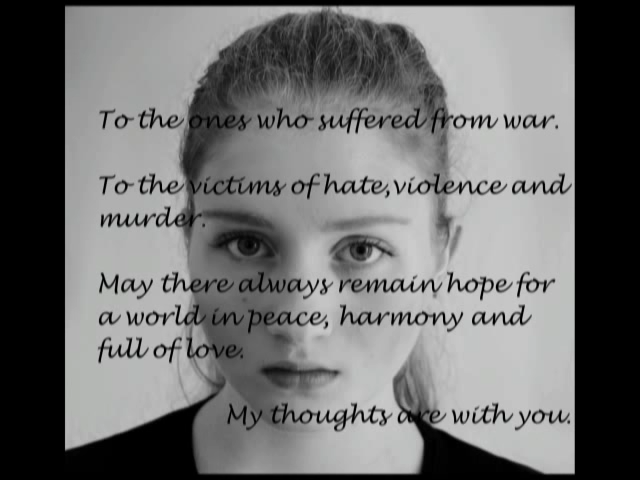 To the ones who suffered from war.
To the victims of hate,violence and
murder.
May there always remain hope for
a world in peace, harmony and
full of love.
My thoughts are with you.